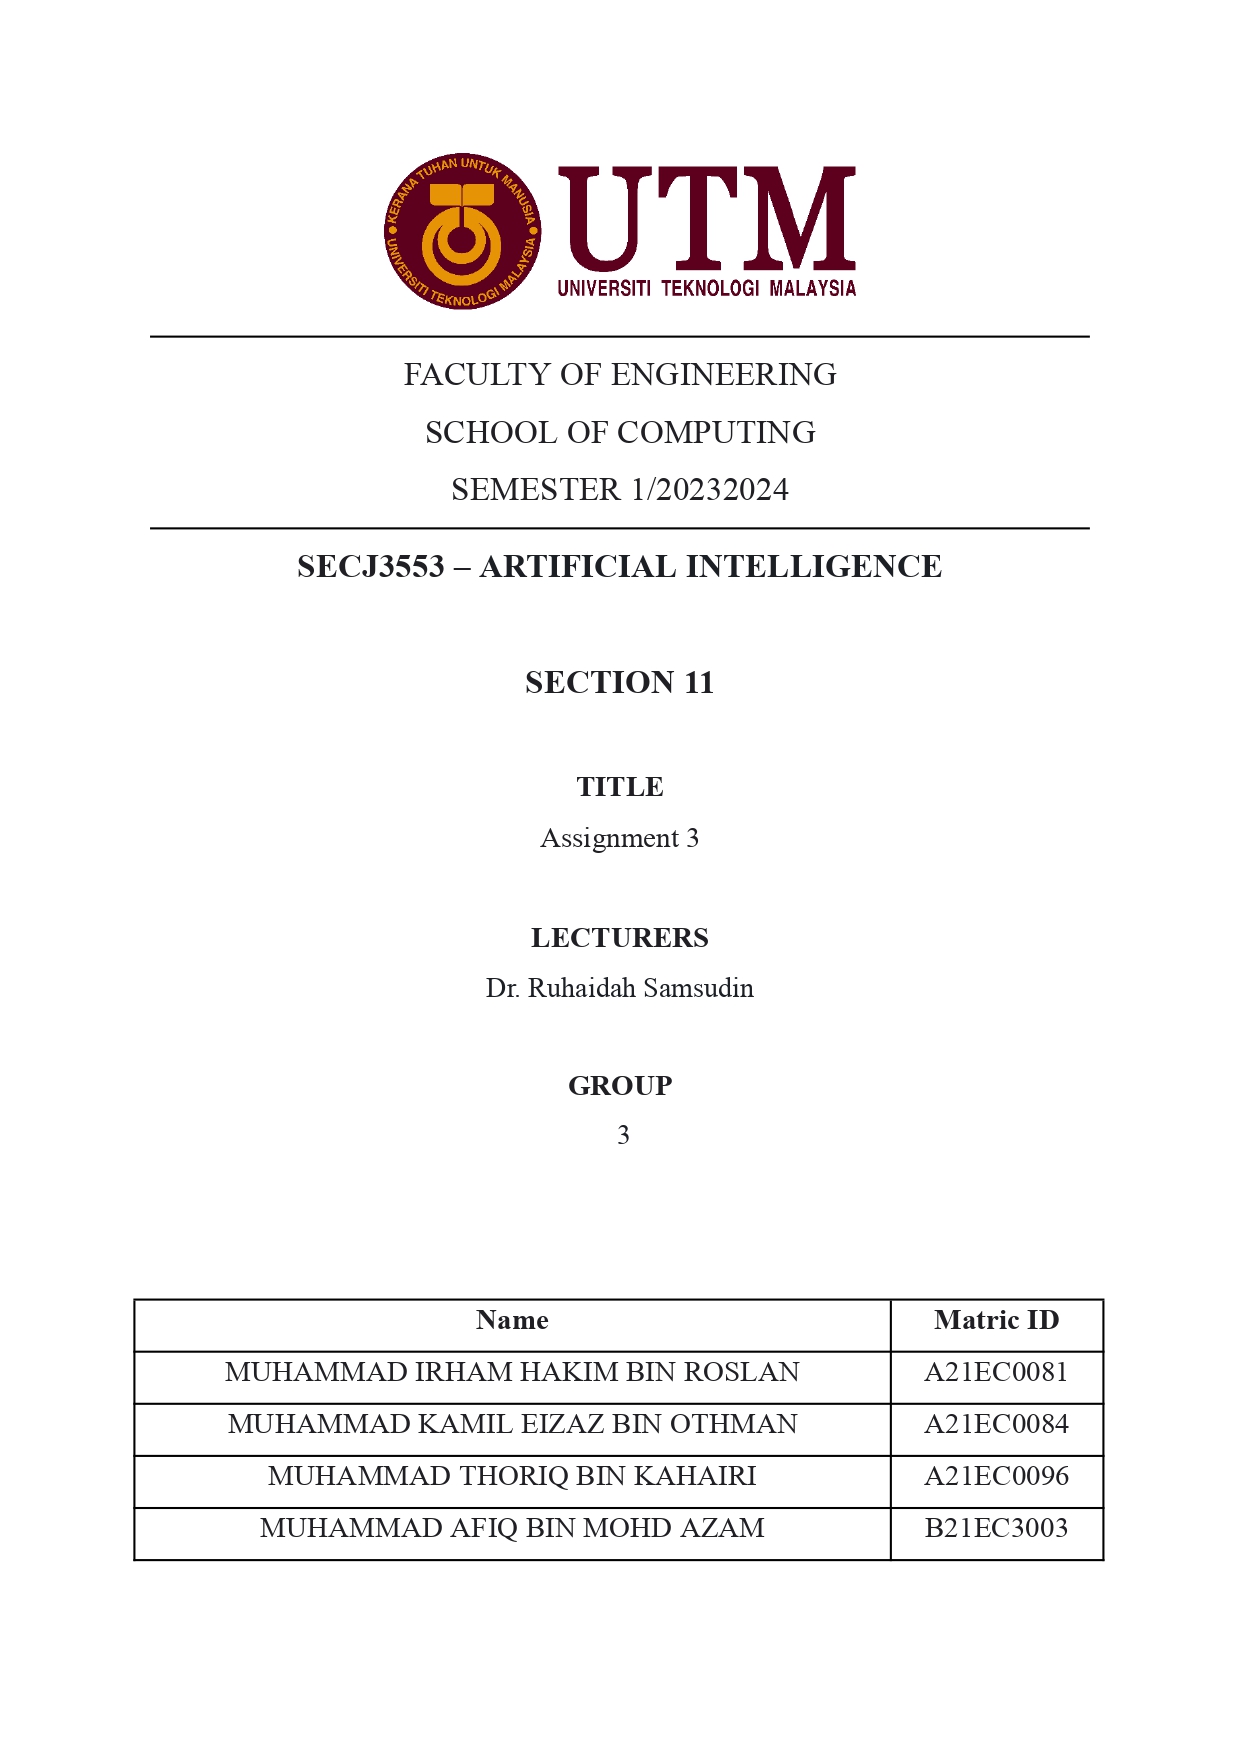 KERANA TUHAN UNTUK MANUSIA
UNIVERSITI TEKNOLOGI MALAYSIA
UTM
UNIVERSITI TEKNOLOGI MALAYSIA
FACULTY OF ENGINEERING
SCHOOL OF COMPUTING
SEMESTER 1/20232024
SECJ3553 – ARTIFICIAL INTELLIGENCE
SECTION 11
TITLE
Assignment 3
LECTURERS
Dr. Ruhaidah Samsudin
GROUP
3
Name Matric ID
MUHAMMAD IRHAM HAKIM BIN ROSLAN A21EC0081
MUHAMMAD KAMIL EIZAZ BIN OTHMAN A21EC0084
MUHAMMAD THORIQ BIN KAHAIRI A21EC0096
MUHAMMAD AFIQ BIN MOHD AZAM B21EC3003